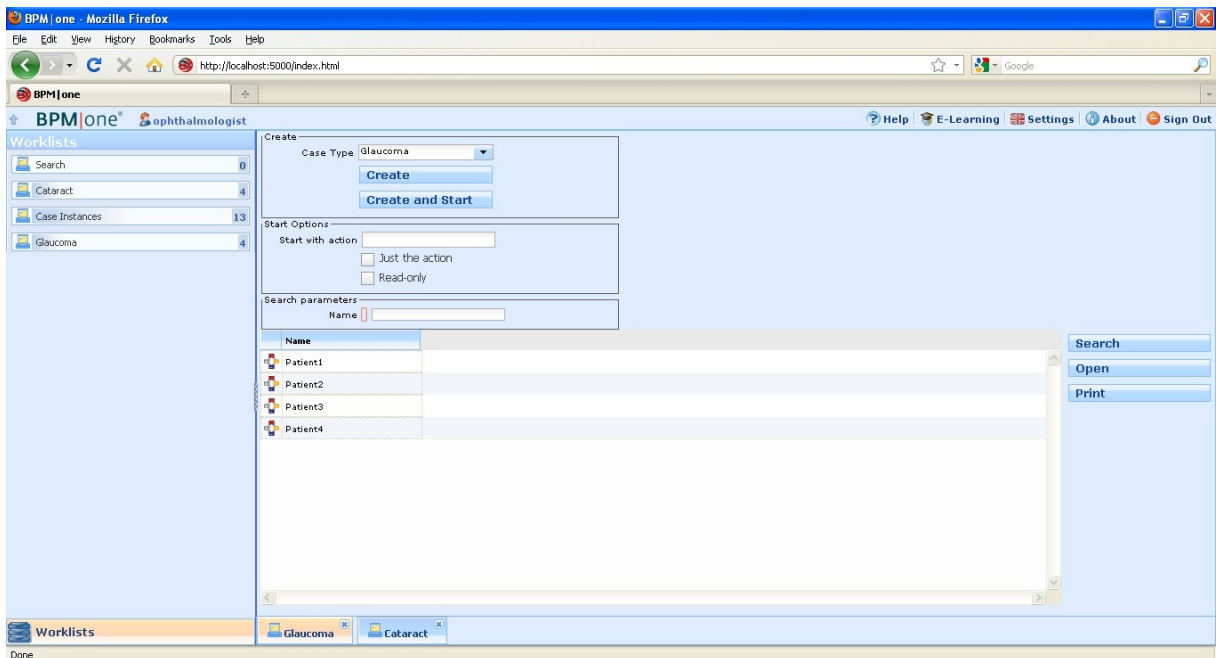 BPM | one - Mozilla Firefox
File Edit View History Bookmarks Tools Help
http://localhost:5000/index.html
Google
BPM|one
BPM|one® ophthalmologist
Help E-Learning Settings About Sign Out
Worklists
Search 0
Cataract 4
Case Instances 13
Glaucoma 4
Create
Case Type Glaucoma
Create
Create and Start
Start Options
Start with action
Just the action
Read-only
Search parameters
Name
Name
Patient1
Patient2
Patient3
Patient4
Search
Open
Print
Worklists
Glaucoma
Cataract
Done